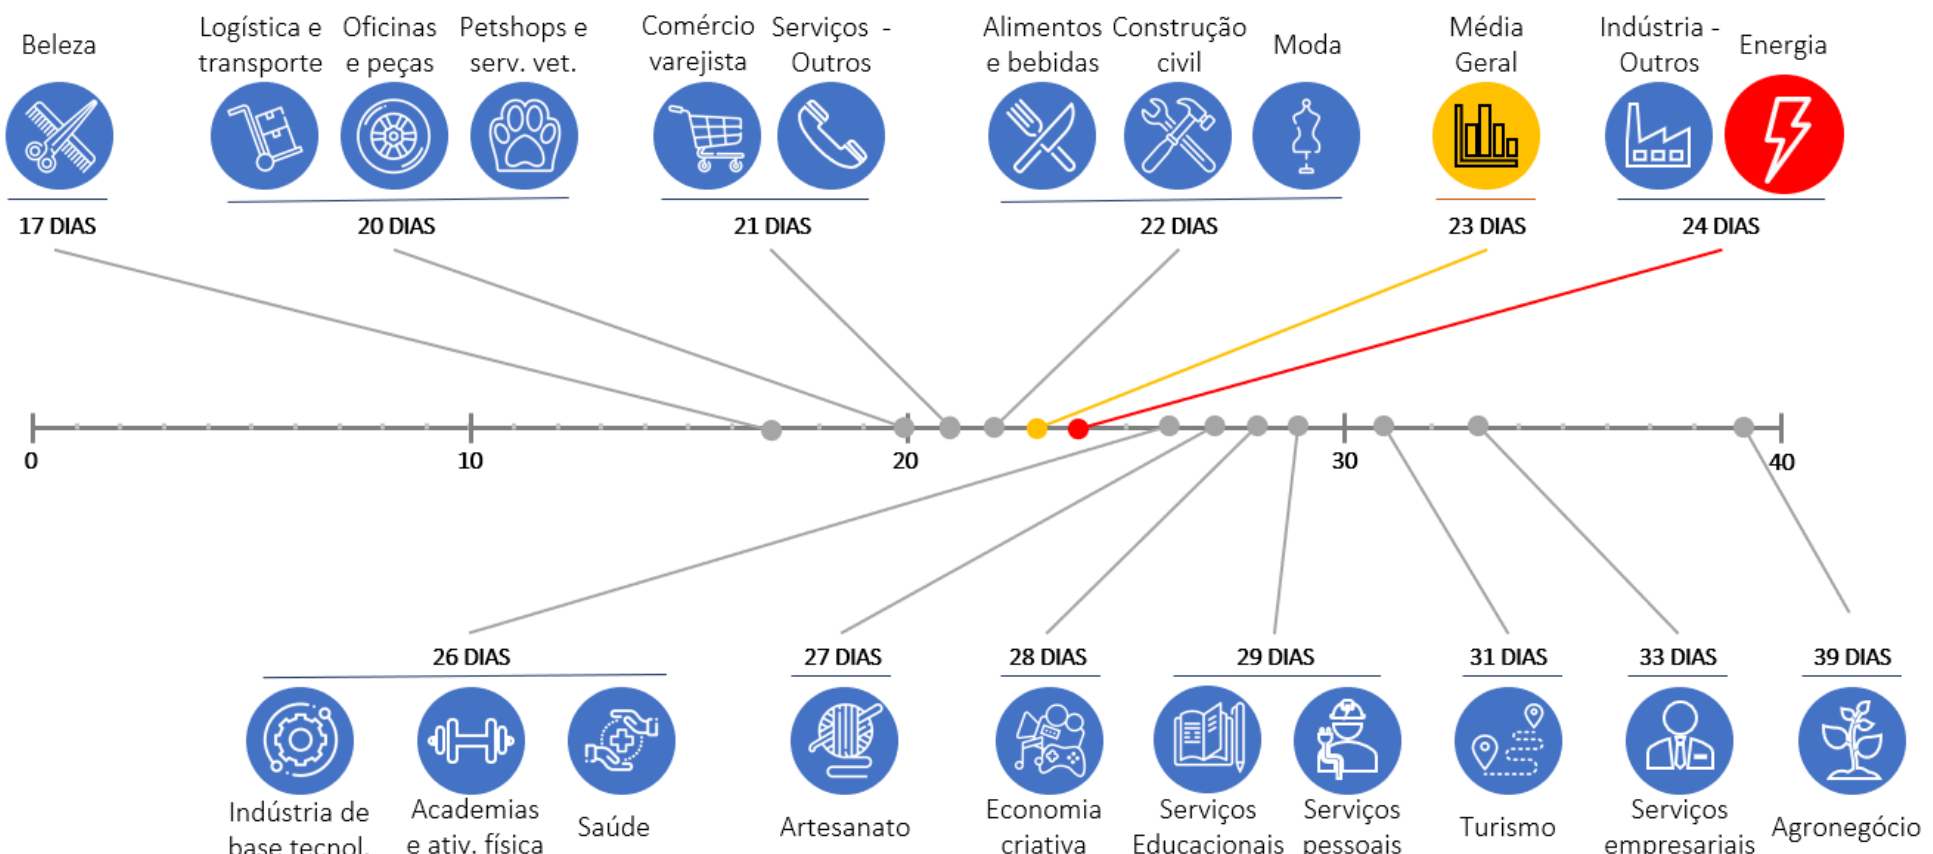 Beleza
Logística e
transporte
Oficinas
e peças
Petshops e
serv. vet.
Comércio
varejista
Serviços -
Outros
Alimentos
e bebidas
Construção
civil
Moda
Média
Geral
Indústria -
Outros
Energia
17 DIAS
20 DIAS
21 DIAS
22 DIAS
23 DIAS
24 DIAS
0
10
20
30
40
26 DIAS
27 DIAS
28 DIAS
29 DIAS
31 DIAS
33 DIAS
39 DIAS
Indústria de
base tecnol.
Academias
e ativ. física
Saúde
Artesanato
Economia
criativa
Serviços
Educacionais
Serviços
pessoais
Turismo
Serviços
empresariais
Agronegócio